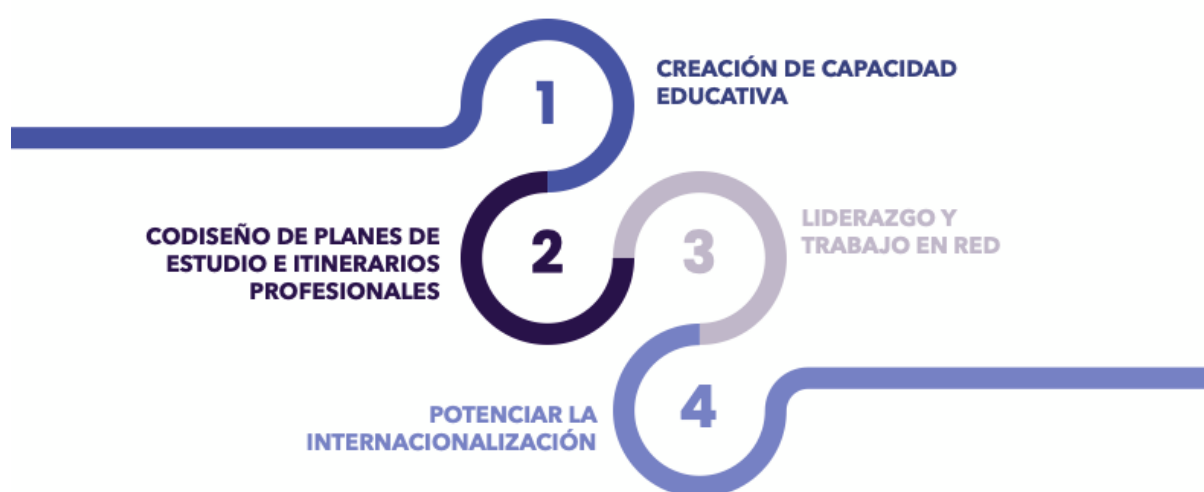 1
CREACIÓN DE CAPACIDAD
EDUCATIVA
2
CODISEÑO DE PLANES DE
ESTUDIO E ITINERARIOS
PROFESIONALES
3
LIDERAZGO Y
TRABAJO EN RED
4
POTENCIAR LA
INTERNACIONALIZACIÓN